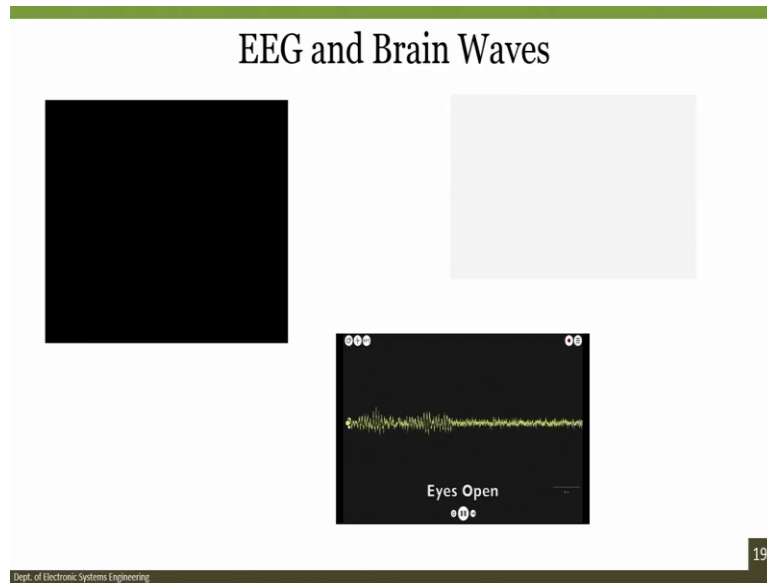 EEG and Brain Waves
Eyes Open
19
Dept. of Electronic Systems Engineering